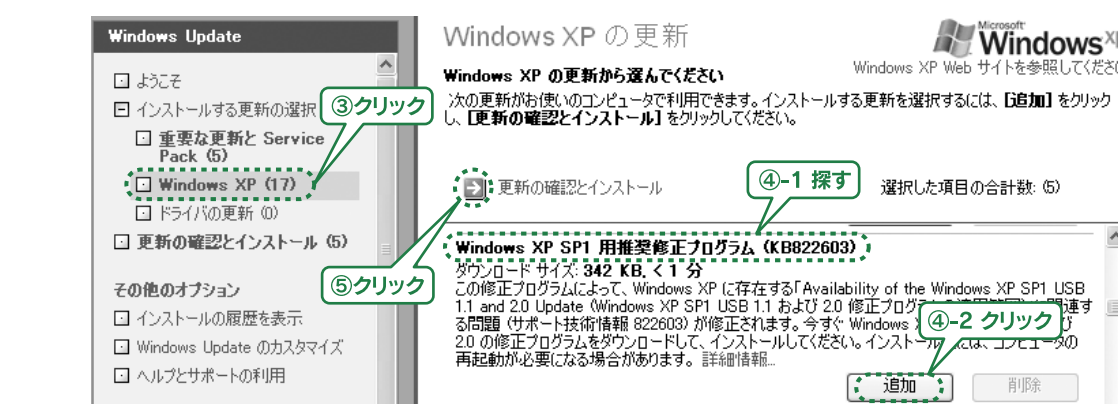 Windows Update
ようこそ
インストールする更新の選択
③クリック
重要な更新と Service
Pack (5)
Windows XP (17)
ドライバの更新 (0)
更新の確認とインストール (5)
⑤クリック
その他のオプション
インストールの履歴を表示
Windows Update のカスタマイズ
ヘルプとサポートの利用
Windows XP の更新
Microsoft
Windows XP
Windows XP Web サイトを参照してくださ
Windows XP の更新から選んでください
次の更新がお使いのコンピュータで利用できます。インストールする更新を選択するには、[追加] をクリック
し、[更新の確認とインストール] をクリックしてください。
更新の確認とインストール
④-1 探す
選択した項目の合計数: (5)
Windows XP SP1 用推奨修正プログラム (KB822603)
ダウンロード サイズ: 342 KB, < 1 分
この修正プログラムによって、Windows XP に存在する「Availability of the Windows XP SP1 USB
1.1 and 2.0 Update (Windows XP SP1 USB 1.1 および 2.0 修正プログ 関連す
る問題 (サポート技術情報 822603) が修正されます。今すぐ Windows び
④-2 クリック
2.0 の修正プログラムをダウンロードして、インストールしてください。インストール には、コンピュータの
再起動が必要になる場合があります。詳細情報...
追加
削除